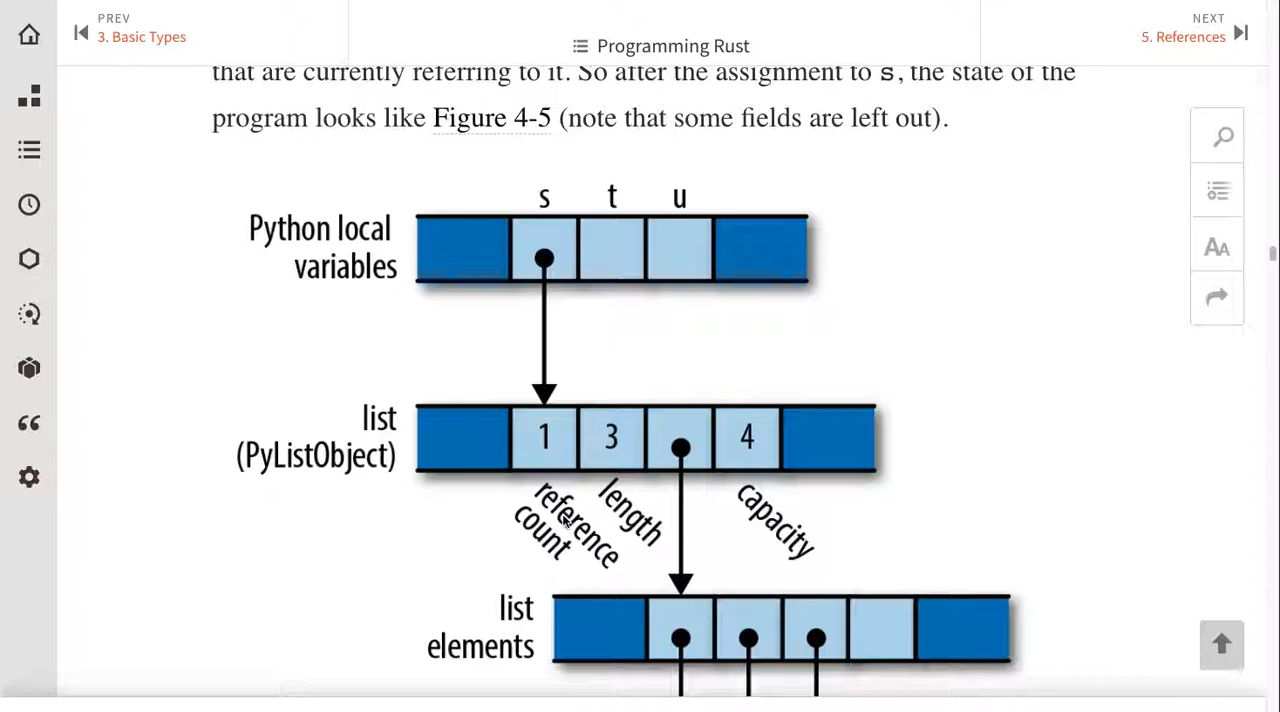 PREV
3. Basic Types
Programming Rust
NEXT
5. References
that are currently referring to it. So after the assignment to s, the state of the
program looks like Figure 4-5 (note that some fields are left out).
s t u
Python local
variables
list
(PyListObject)
1 3 4
reference
count
length
capacity
list
elements
AA